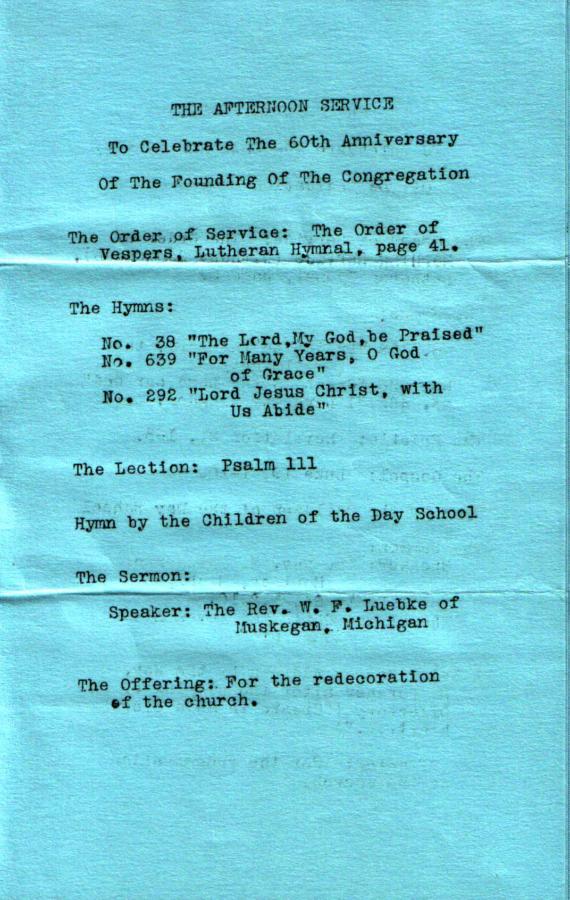 THE AFTERNOON SERVICE
To Celebrate The 60th Anniversary
Of The Founding Of The Congregation
The Order of Service: The Order of
Vespers, Lutheran Hymnal, page 41.
The Hymns:
No. 38 "The Lord,My God,be Praised"
No. 639 "For Many Years, O God
of Grace"
No. 292 "Lord Jesus Christ, with
Us Abide"
The Lection: Psalm 111
Hymn by the Children of the Day School
The Sermon:
Speaker: The Rev. W. F. Luebke of
Muskegan, Michigan
The Offering: For the redecoration
of the church.